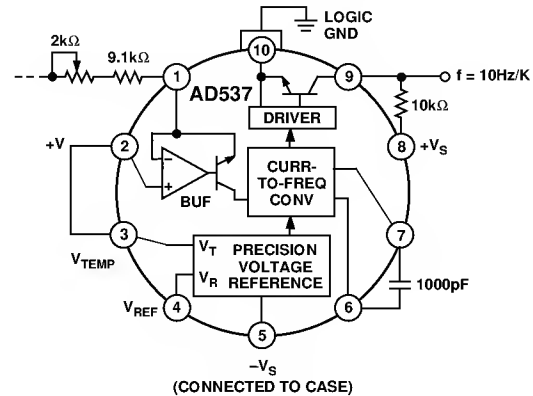 LOGIC
GND
2kΩ
9.1kΩ
10
1
9
f = 10Hz/K
AD537
10kΩ
DRIVER
+V
2
8
+VS
–
+
BUF
CURR-
TO-FREQ
CONV
3
7
VTEMP
VT
VR
PRECISION
VOLTAGE
REFERENCE
1000pF
VREF
4
6
5
–VS
(CONNECTED TO CASE)